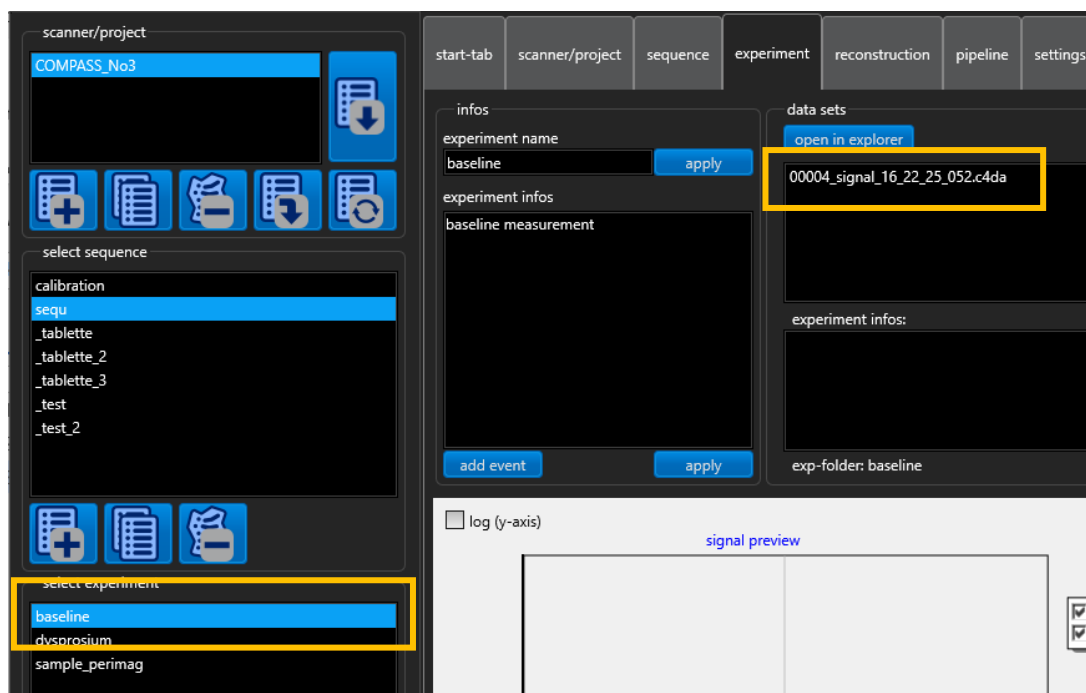 scanner/project
COMPASS_No3
select sequence
calibration
sequ
_tablette
_tablette_2
_tablette_3
_test
_test_2
select experiment
baseline
dysprosium
sample_perimag
start-tab
scanner/project
sequence
experiment
reconstruction
pipeline
settings
infos
experiment name
baseline
apply
experiment infos
baseline measurement
add event
apply
data sets
open in explorer
00004_signal_16_22_25_052.c4da
experiment infos:
exp-folder: baseline
log (y-axis)
signal preview